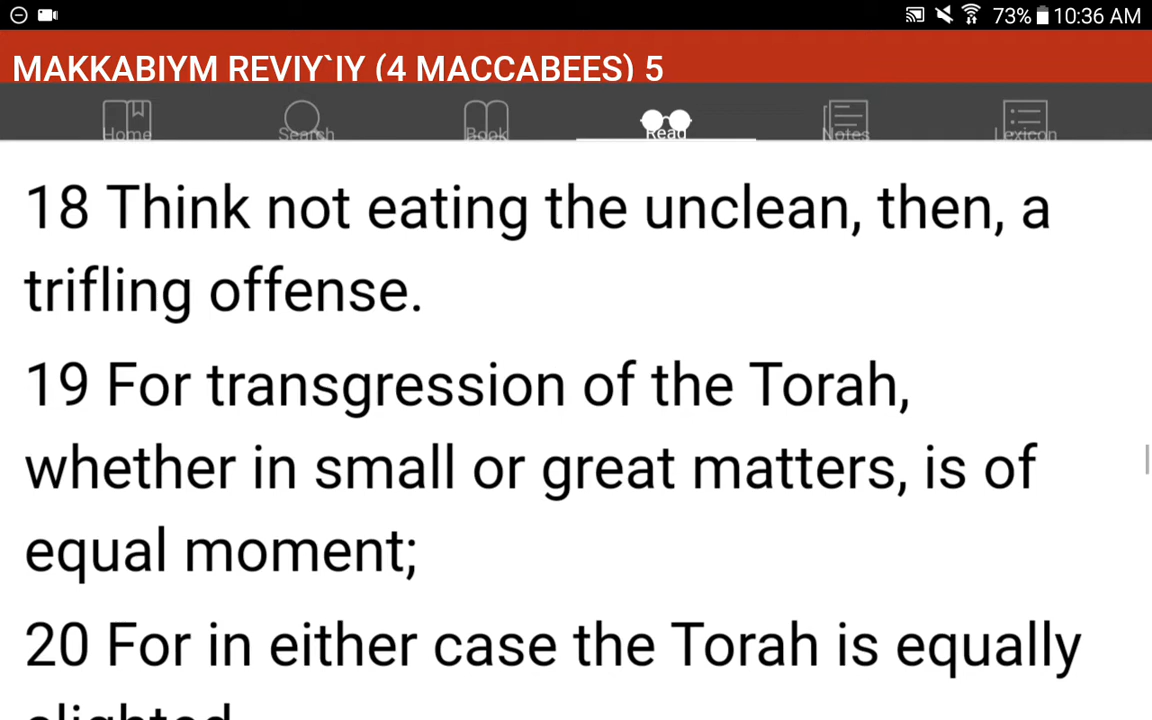 73% 10:36 AM
MAKKABIYM REVIY`IY (4 MACCABEES) 5
Home Search Book Read Notes Lexicon
18 Think not eating the unclean, then, a
trifling offense.
19 For transgression of the Torah,
whether in small or great matters, is of
equal moment;
20 For in either case the Torah is equally
slighted.